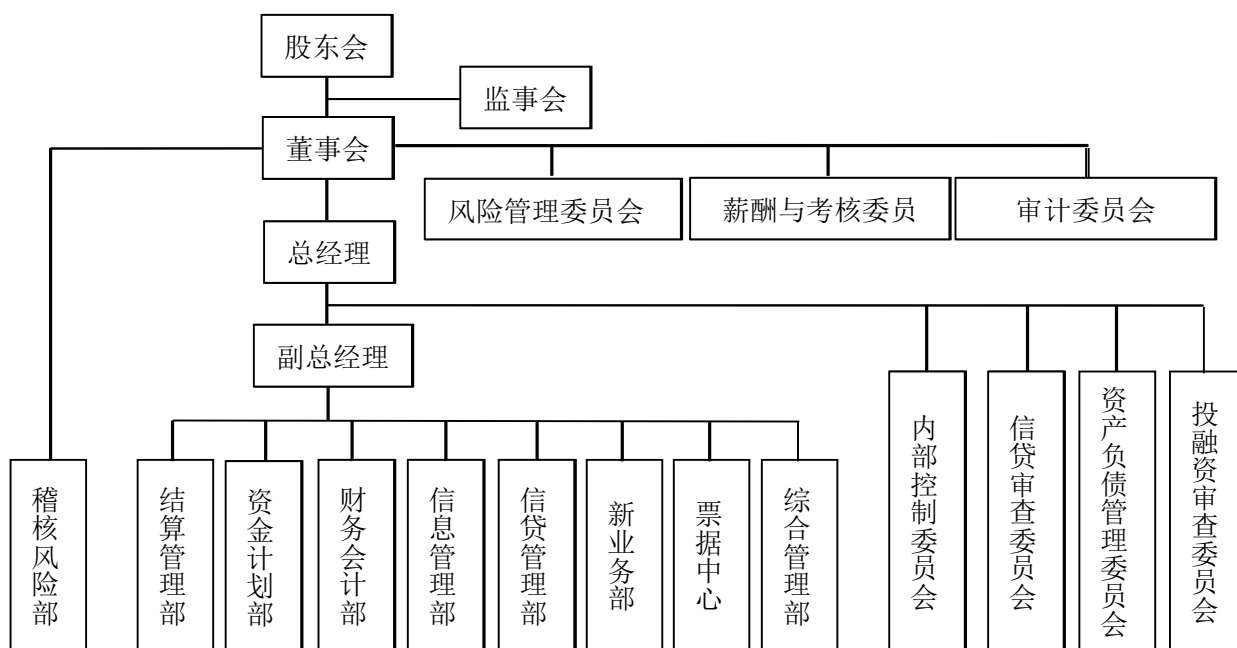 股东会
监事会
董事会
风险管理委员会
薪酬与考核委员
审计委员会
总经理
副总经理
稽核风险部
结算管理部
资金计划部
财务会计部
信息管理部
信贷管理部
新业务部
票据中心
综合管理部
内部控制委员会
信贷审查委员会
资产负债管理委员会
投融资审查委员会